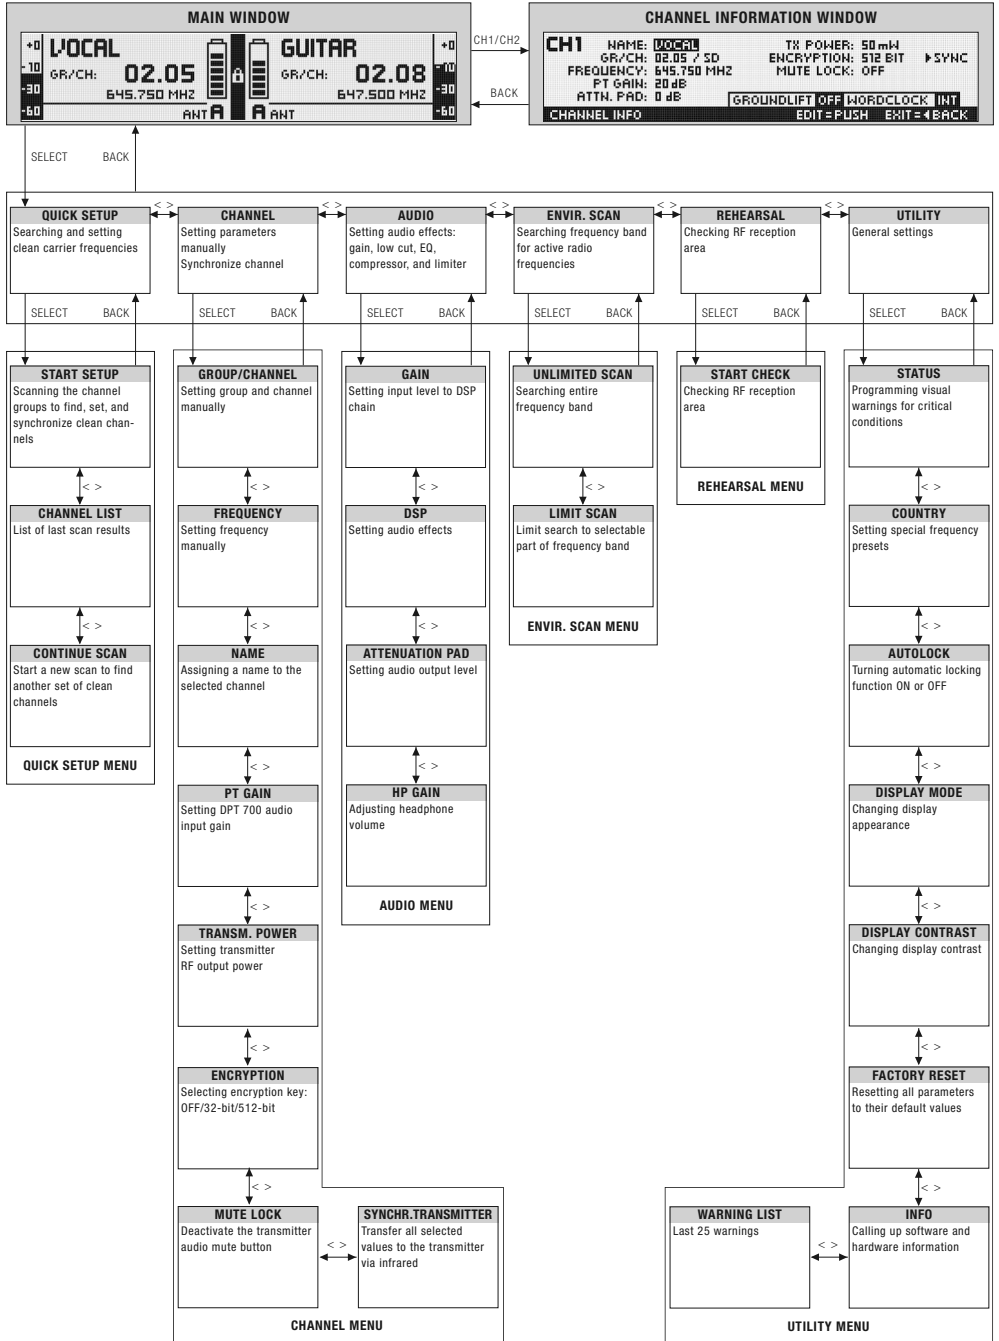 MAIN WINDOW
+0 VOCAL GUITAR +0
-10 GR/CH: 02.05 GR/CH: 02.08 -10
-30 645.750 MHZ 647.500 MHZ -30
-60 ANT A A ANT -60
CH1/CH2
BACK
CHANNEL INFORMATION WINDOW
CH1 NAME: VOCAL TX POWER: 50 mW
GR/CH: 02.05 / SD ENCRYPTION: 512 BIT ▶SYNC
FREQUENCY: 645.750 MHZ MUTE LOCK: OFF
PT GAIN: 20 dB
ATTN. PAD: 0 dB GROUNDLIFT OFF WORDCLOCK INT
CHANNEL INFO EDIT=PUSH EXIT=◀BACK
SELECT BACK
QUICK SETUP
Searching and setting
clean carrier frequencies
< >
CHANNEL
Setting parameters
manually
Synchronize channel
< >
AUDIO
Setting audio effects:
gain, low cut, EQ,
compressor, and limiter
< >
ENVIR. SCAN
Searching frequency band
for active radio
frequencies
< >
REHEARSAL
Checking RF reception
area
< >
UTILITY
General settings
SELECT BACK
SELECT BACK
SELECT BACK
SELECT BACK
SELECT BACK
SELECT BACK
START SETUP
Scanning the channel
groups to find, set, and
synchronize clean chan-
nels
< >
CHANNEL LIST
List of last scan results
< >
CONTINUE SCAN
Start a new scan to find
another set of clean
channels
QUICK SETUP MENU
GROUP/CHANNEL
Setting group and channel
manually
< >
FREQUENCY
Setting frequency
manually
< >
NAME
Assigning a name to the
selected channel
< >
PT GAIN
Setting DPT 700 audio
input gain
< >
TRANSM. POWER
Setting transmitter
RF output power
< >
ENCRYPTION
Selecting encryption key:
OFF/32-bit/512-bit
< >
MUTE LOCK
Deactivate the transmitter
audio mute button
< >
SYNCHR.TRANSMITTER
Transfer all selected
values to the transmitter
via infrared
CHANNEL MENU
GAIN
Setting input level to DSP
chain
< >
DSP
Setting audio effects
< >
ATTENUATION PAD
Setting audio output level
< >
HP GAIN
Adjusting headphone
volume
AUDIO MENU
UNLIMITED SCAN
Searching entire
frequency band
< >
LIMIT SCAN
Limit search to selectable
part of frequency band
ENVIR. SCAN MENU
START CHECK
Checking RF reception
area
REHEARSAL MENU
STATUS
Programming visual
warnings for critical
conditions
< >
COUNTRY
Setting special frequency
presets
< >
AUTOLOCK
Turning automatic locking
function ON or OFF
< >
DISPLAY MODE
Changing display
appearance
< >
DISPLAY CONTRAST
Changing display contrast
< >
FACTORY RESET
Resetting all parameters
to their default values
< >
INFO
Calling up software and
hardware information
< >
WARNING LIST
Last 25 warnings
UTILITY MENU